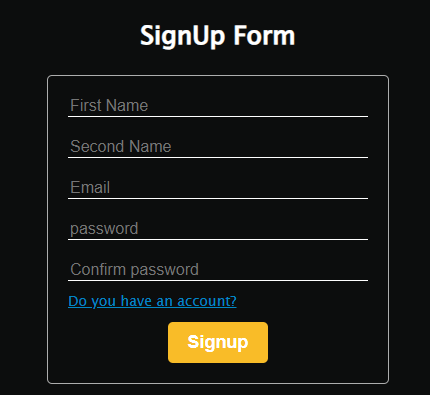 SignUp Form
First Name
Second Name
Email
password
Confirm password
Do you have an account?
Signup